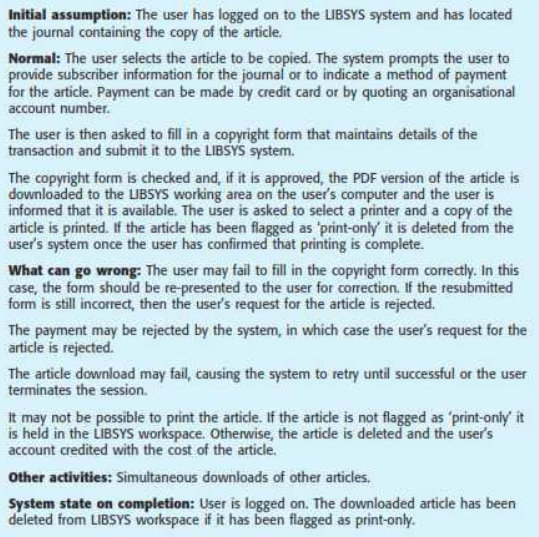 Initial assumption: The user has logged on to the LIBSYS system and has located
the journal containing the copy of the article.
Normal: The user selects the article to be copied. The system prompts the user to
provide subscriber information for the journal or to indicate a method of payment
for the article. Payment can be made by credit card or by quoting an organisational
account number.
The user is then asked to fill in a copyright form that maintains details of the
transaction and submit it to the LIBSYS system.
The copyright form is checked and, if it is approved, the PDF version of the article is
downloaded to the LIBSYS working area on the user's computer and the user is
informed that it is available. The user is asked to select a printer and a copy of the
article is printed. If the article has been flagged as 'print-only' it is deleted from the
user's system once the user has confirmed that printing is complete.
What can go wrong: The user may fail to fill in the copyright form correctly. In this
case, the form should be re-presented to the user for correction. If the resubmitted
form is still incorrect, then the user's request for the article is rejected.
The payment may be rejected by the system, in which case the user's request for the
article is rejected.
The article download may fail, causing the system to retry until successful or the user
terminates the session.
It may not be possible to print the article. If the article is not flagged as 'print-only' it
is held in the LIBSYS workspace. Otherwise, the article is deleted and the user's
account credited with the cost of the article.
Other activities: Simultaneous downloads of other articles.
System state on completion: User is logged on. The downloaded article has been
deleted from LIBSYS workspace if it has been flagged as print-only.